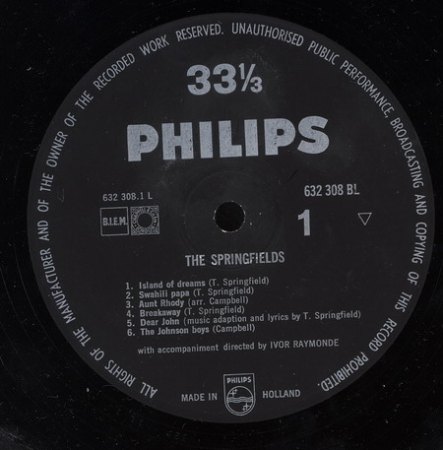 ALL RIGHTS OF THE MANUFACTURER AND OF THE OWNER OF THE RECORDED WORK RESERVED. UNAUTHORISED PUBLIC PERFORMANCE, BROADCASTING AND COPYING OF THIS RECORD PROHIBITED.
33⅓
PHILIPS
632 308.1 L
632 308 BL
B.I.E.M.
1
THE SPRINGFIELDS
1. Island of dreams (T. Springfield)
2. Swahili papa (T. Springfield)
3. Aunt Rhody (arr. Campbell)
4. Breakaway (T. Springfield)
5. Dear John (music adaption and lyrics by T. Springfield)
6. The Johnson boys (Campbell)
with accompaniment directed by IVOR RAYMONDE
PHILIPS
MADE IN HOLLAND